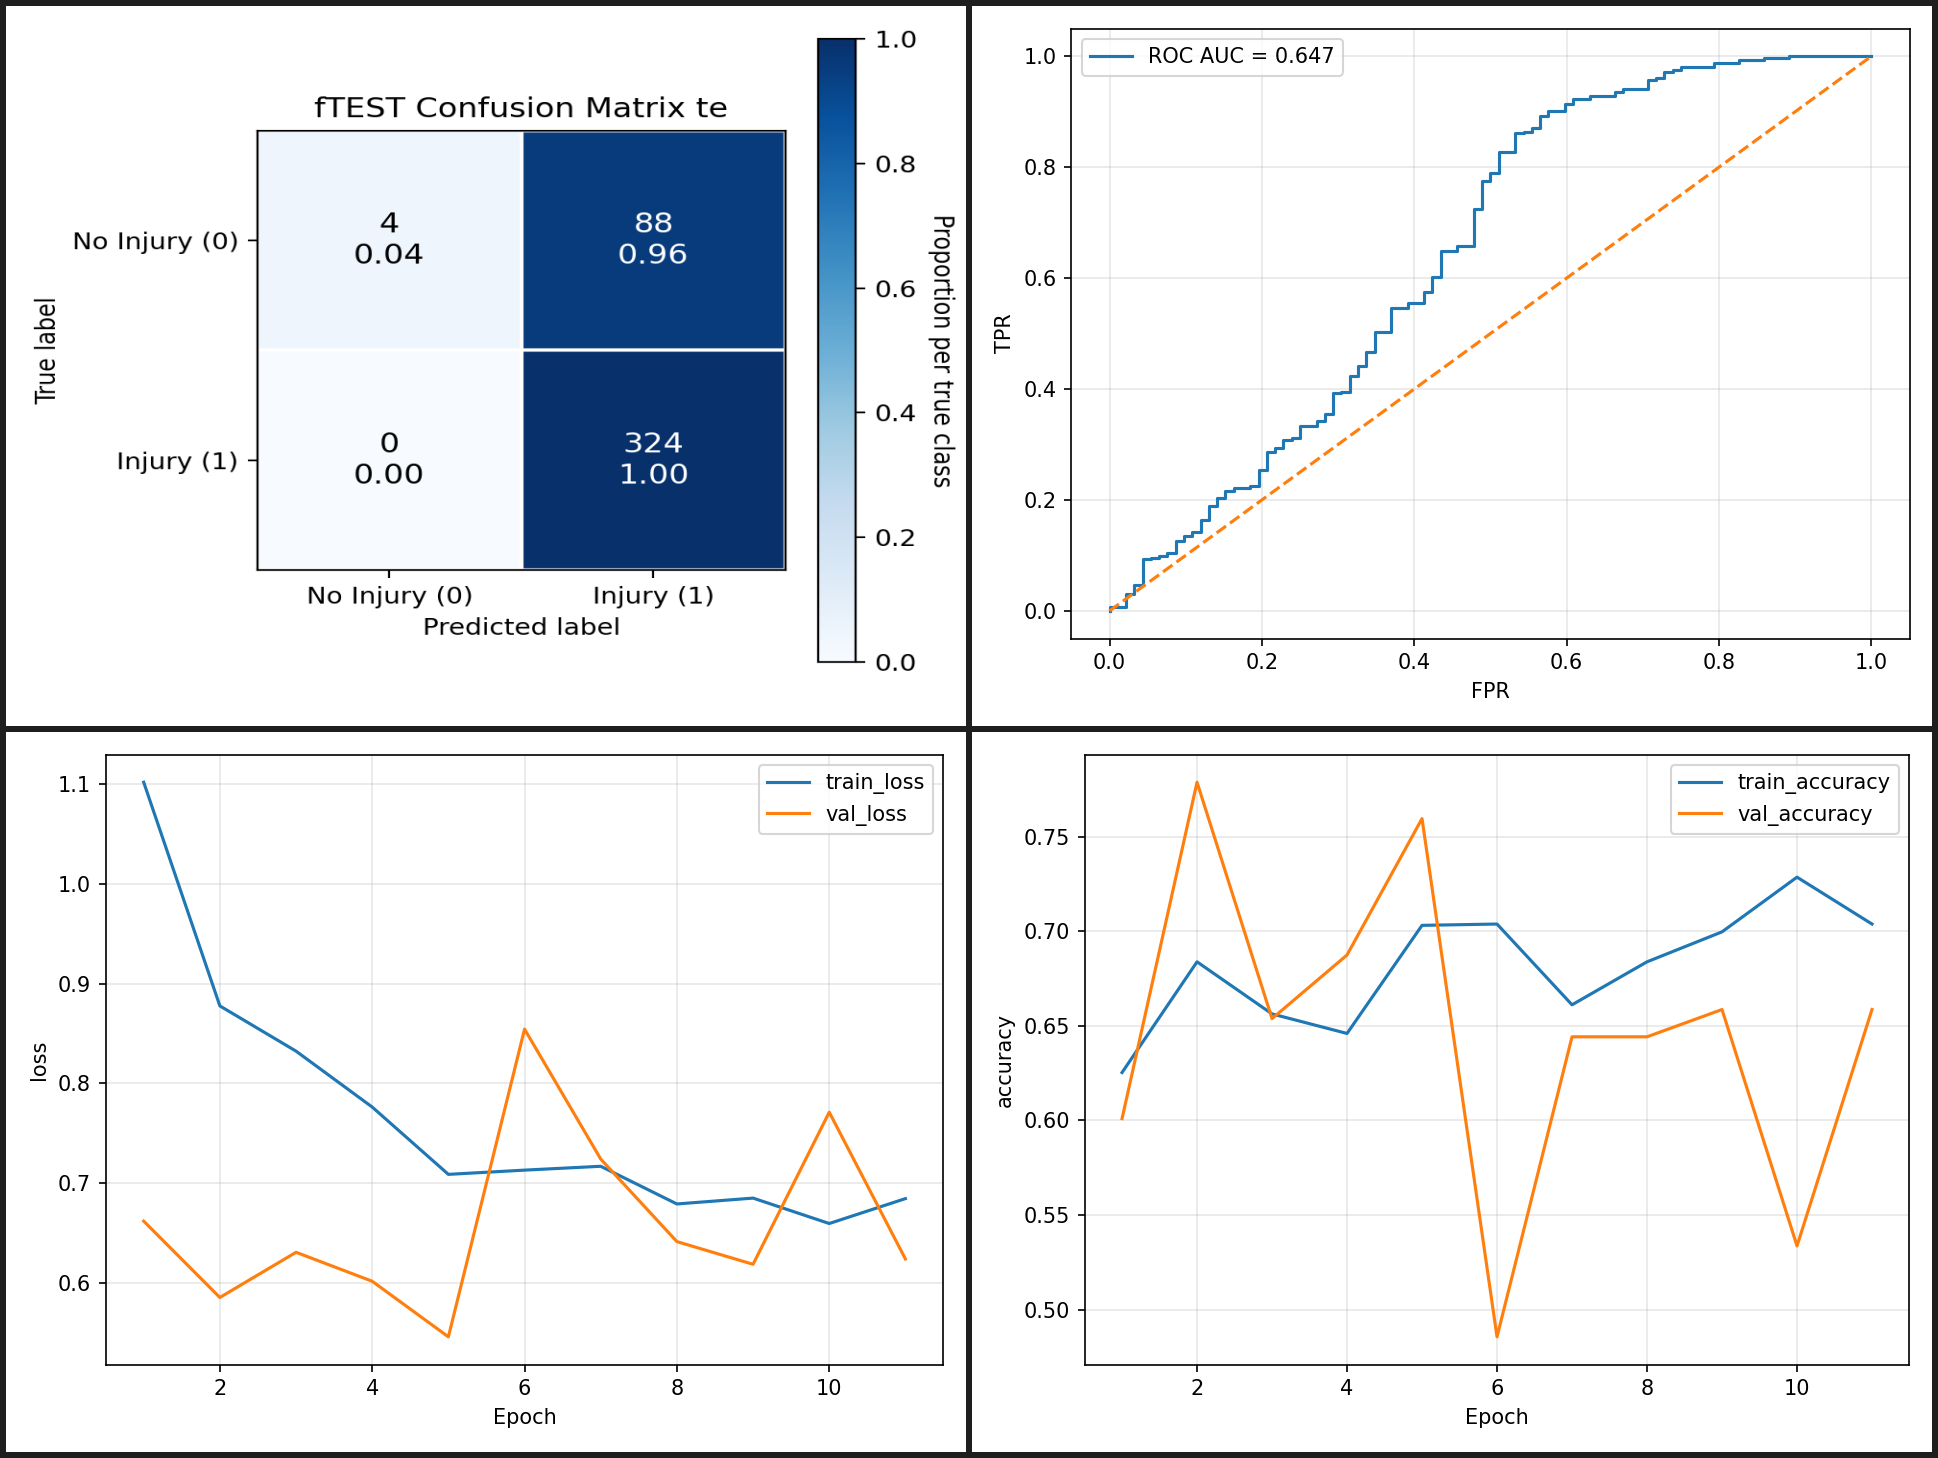 fTEST Confusion Matrix te
True label
No Injury (0)
4
0.04
88
0.96
Injury (1)
0
0.00
324
1.00
No Injury (0)
Injury (1)
Predicted label
1.0
0.8
0.6
0.4
0.2
0.0
Proportion per true class
ROC AUC = 0.647
TPR
1.0
0.8
0.6
0.4
0.2
0.0
0.0
0.2
0.4
0.6
0.8
1.0
FPR
train_loss
val_loss
loss
1.1
1.0
0.9
0.8
0.7
0.6
2
4
6
8
10
Epoch
train_accuracy
val_accuracy
accuracy
0.75
0.70
0.65
0.60
0.55
0.50
2
4
6
8
10
Epoch